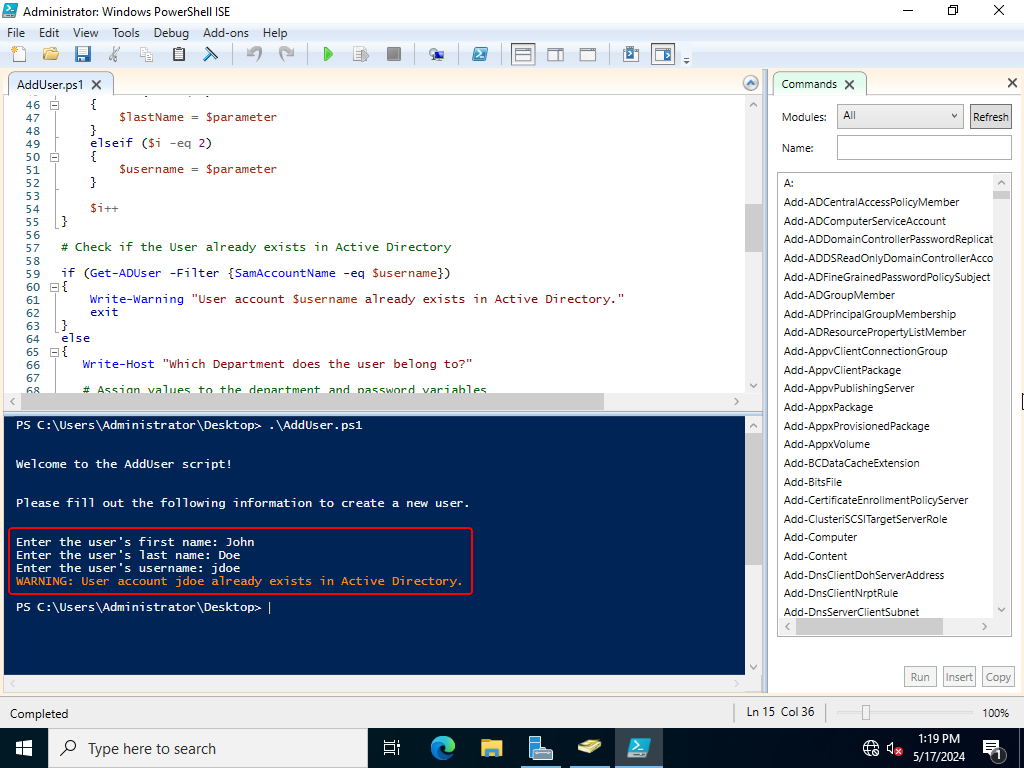 Administrator: Windows PowerShell ISE
File Edit View Tools Debug Add-ons Help
AddUser.ps1
46 {
47 $lastName = $parameter
48 }
49 elseif ($i -eq 2)
50 {
51 $username = $parameter
52 }
53
54 $i++
55 }
56
57 # Check if the User already exists in Active Directory
58
59 if (Get-ADUser -Filter {SamAccountName -eq $username})
60 {
61 Write-Warning "User account $username already exists in Active Directory."
62 exit
63 }
64 else
65 {
66 Write-Host "Which Department does the user belong to?"
67
68 # Assign values to the department and password variables
PS C:\Users\Administrator\Desktop> .\AddUser.ps1
Welcome to the AddUser script!
Please fill out the following information to create a new user.
Enter the user's first name: John
Enter the user's last name: Doe
Enter the user's username: jdoe
WARNING: User account jdoe already exists in Active Directory.
PS C:\Users\Administrator\Desktop>
Commands
Modules: All Refresh
Name:
A:
Add-ADCentralAccessPolicyMember
Add-ADComputerServiceAccount
Add-ADDomainControllerPasswordReplicat
Add-ADDSReadOnlyDomainControllerAcco
Add-ADFineGrainedPasswordPolicySubject
Add-ADGroupMember
Add-ADPrincipalGroupMembership
Add-ADResourcePropertyListMember
Add-AppvClientConnectionGroup
Add-AppvClientPackage
Add-AppvPublishingServer
Add-AppxPackage
Add-AppxProvisionedPackage
Add-AppxVolume
Add-BCDataCacheExtension
Add-BitsFile
Add-CertificateEnrollmentPolicyServer
Add-ClusteriSCSITargetServerRole
Add-Computer
Add-Content
Add-DnsClientDohServerAddress
Add-DnsClientNrptRule
Add-DnsServerClientSubnet
Run Insert Copy
Completed
Ln 15 Col 36
100%
Type here to search
1:19 PM
5/17/2024
1